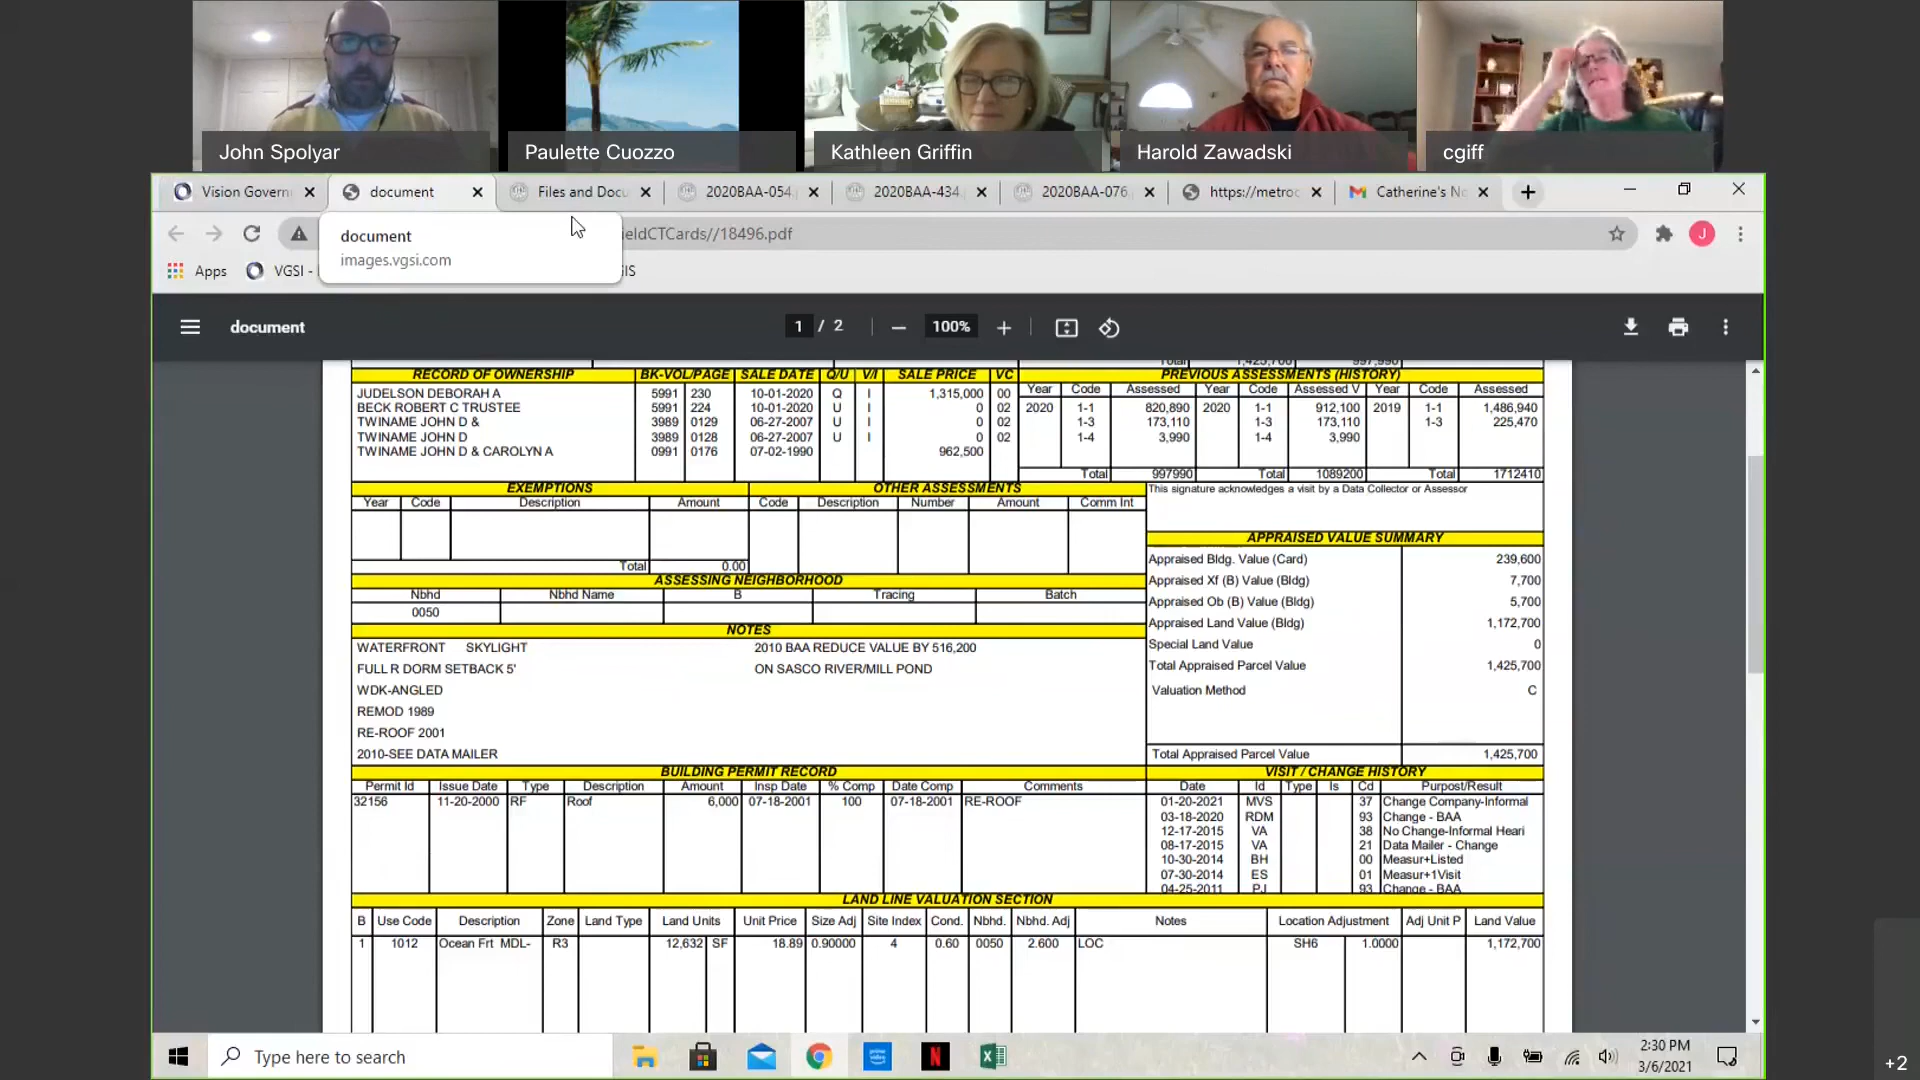 John Spolyar
Paulette Cuozzo
Kathleen Griffin
Harold Zawadski
cgiff
Vision Govern
document
Files and Docu
2020BAA-054
2020BAA-434
2020BAA-076
https://metroc
Catherine's No
document
images.vgsi.com
ieldCTCards//18496.pdf
J
Apps
VGSI -
IS
document
1 / 2
100%
Total 1,425,700 997,990
RECORD OF OWNERSHIP BK-VOL/PAGE SALE DATE Q/U V/I SALE PRICE VC PREVIOUS ASSESSMENTS (HISTORY)
Year Code Assessed Year Code Assessed V Year Code Assessed
JUDELSON DEBORAH A 5991 230 10-01-2020 Q I 1,315,000 00
BECK ROBERT C TRUSTEE 5991 224 10-01-2020 U I 0 02 2020 1-1 820,890 2020 1-1 912,100 2019 1-1 1,486,940
TWINAME JOHN D & 3989 0129 06-27-2007 U I 0 02 1-3 173,110 1-3 173,110 1-3 225,470
TWINAME JOHN D 3989 0128 06-27-2007 U I 0 02 1-4 3,990 1-4 3,990
TWINAME JOHN D & CAROLYN A 0991 0176 07-02-1990 962,500
Total 997990 Total 1089200 Total 1712410
EXEMPTIONS OTHER ASSESSMENTS
This signature acknowledges a visit by a Data Collector or Assessor
Year Code Description Amount Code Description Number Amount Comm Int
Total 0.00
ASSESSING NEIGHBORHOOD
Nbhd Nbhd Name B Tracing Batch
0050
NOTES
WATERFRONT SKYLIGHT 2010 BAA REDUCE VALUE BY 516,200
FULL R DORM SETBACK 5' ON SASCO RIVER/MILL POND
WDK-ANGLED
REMOD 1989
RE-ROOF 2001
2010-SEE DATA MAILER
APPRAISED VALUE SUMMARY
Appraised Bldg. Value (Card) 239,600
Appraised Xf (B) Value (Bldg) 7,700
Appraised Ob (B) Value (Bldg) 5,700
Appraised Land Value (Bldg) 1,172,700
Special Land Value 0
Total Appraised Parcel Value 1,425,700
Valuation Method C
Total Appraised Parcel Value 1,425,700
BUILDING PERMIT RECORD
Permit Id Issue Date Type Description Amount Insp Date % Comp Date Comp Comments
32156 11-20-2000 RF Roof 6,000 07-18-2001 100 07-18-2001 RE-ROOF
VISIT / CHANGE HISTORY
Date Id Type Is Cd Purpost/Result
01-20-2021 MVS 37 Change Company-Informal
03-18-2020 RDM 93 Change - BAA
12-17-2015 VA 38 No Change-Informal Heari
08-17-2015 VA 21 Data Mailer - Change
10-30-2014 BH 00 Measur+Listed
07-30-2014 ES 01 Measur+1Visit
04-25-2011 PJ 93 Change - BAA
LAND LINE VALUATION SECTION
B Use Code Description Zone Land Type Land Units Unit Price Size Adj Site Index Cond. Nbhd. Nbhd. Adj Notes Location Adjustment Adj Unit P Land Value
1 1012 Ocean Frt MDL- R3 12,632 SF 18.89 0.90000 4 0.60 0050 2.600 LOC SH6 1.0000 1,172,700
Type here to search
prime video
N
2:30 PM
3/6/2021
+2